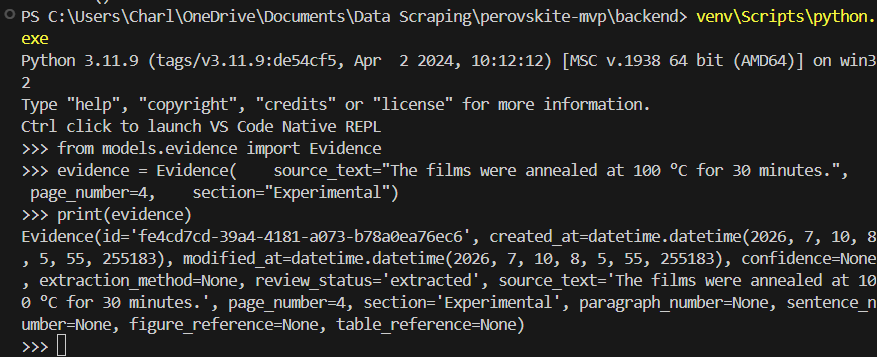 PS C:\Users\Charl\OneDrive\Documents\Data Scraping\perovskite-mvp\backend> venv\Scripts\python.
exe
Python 3.11.9 (tags/v3.11.9:de54cf5, Apr  2 2024, 10:12:12) [MSC v.1938 64 bit (AMD64)] on win3
2
Type "help", "copyright", "credits" or "license" for more information.
Ctrl click to launch VS Code Native REPL
>>> from models.evidence import Evidence
>>> evidence = Evidence(    source_text="The films were annealed at 100 °C for 30 minutes.",
 page_number=4,    section="Experimental")
>>> print(evidence)
Evidence(id='fe4cd7cd-39a4-4181-a073-b78a0ea76ec6', created_at=datetime.datetime(2026, 7, 10, 8
, 5, 55, 255183), modified_at=datetime.datetime(2026, 7, 10, 8, 5, 55, 255183), confidence=None
, extraction_method=None, review_status='extracted', source_text='The films were annealed at 10
0 °C for 30 minutes.', page_number=4, section='Experimental', paragraph_number=None, sentence_n
umber=None, figure_reference=None, table_reference=None)
>>>